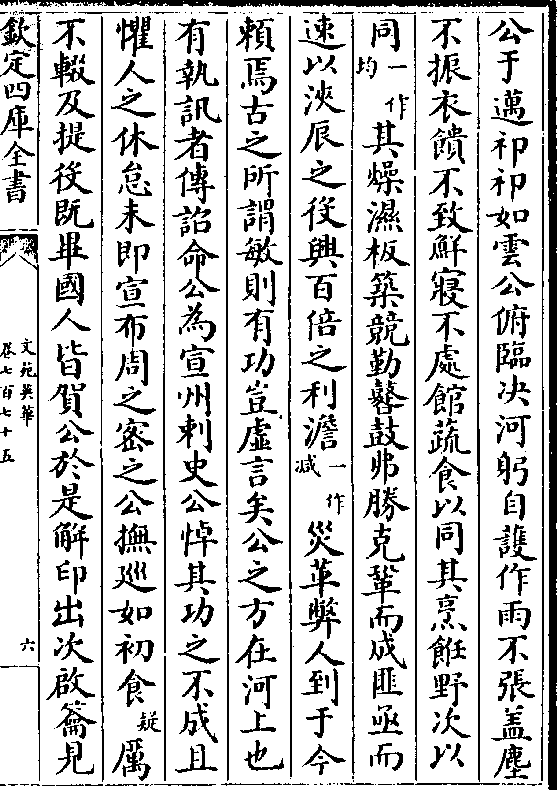 公于邁祁祁如雲公俯臨決河躬自護作雨不張盖塵
不振衣饋不致鮮寢不處館蔬食以同其烹飪野次以
同一作均其燥濕板築競勤鼛鼓弗勝克鞏而成匪亟而
速以浹辰之役興百倍之利澹一作減災革弊人到于今
頼焉古之所謂敏則有功豈虛言矣公之方在河上也
有執訊者傳詔命公為宣州刺史公悼其功之不成且
懼人之休怠未即宣布周之密之公撫廵如初食疑厲
不輟及提役既畢國人皆賀公於是解印出次啟籥見
欽定四庫全書
文苑英華
卷七百七十五
六